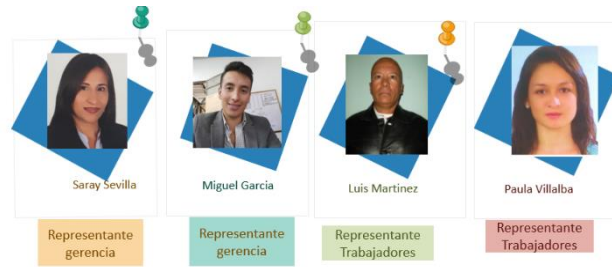 Saray Sevilla
Miguel Garcia
Luis Martinez
Paula Villalba
Representante
gerencia
Representante
gerencia
Representante
Trabajadores
Representante
Trabajadores